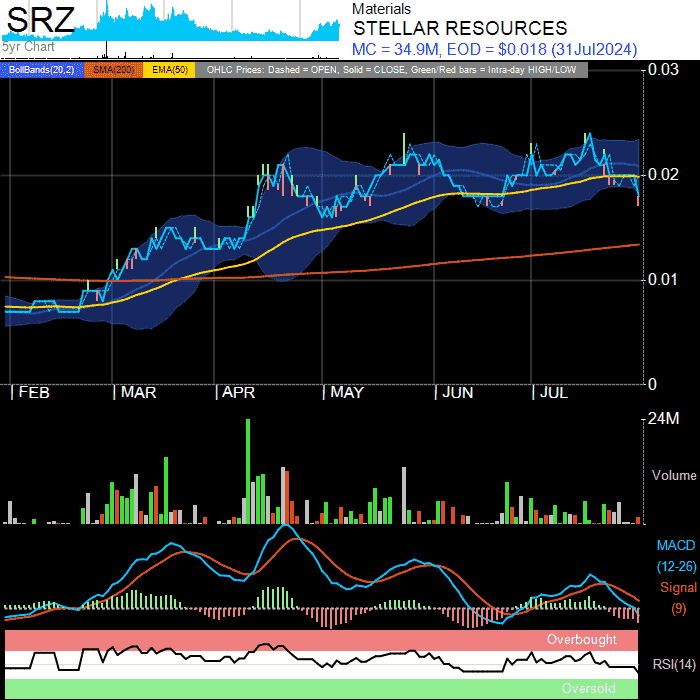 SRZ
5yr Chart
Materials
STELLAR RESOURCES
MC = 34.9M, EOD = $0.018 (31Jul2024)
BollBands(20,2) SMA(200) EMA(50) OHLC Prices: Dashed = OPEN, Solid = CLOSE, Green/Red bars = Intra-day HIGH/LOW
0.03
0.02
0.01
0
FEB MAR APR MAY JUN JUL
24M
Volume
MACD
(12-26)
Signal
(9)
Overbought
RSI(14)
Oversold